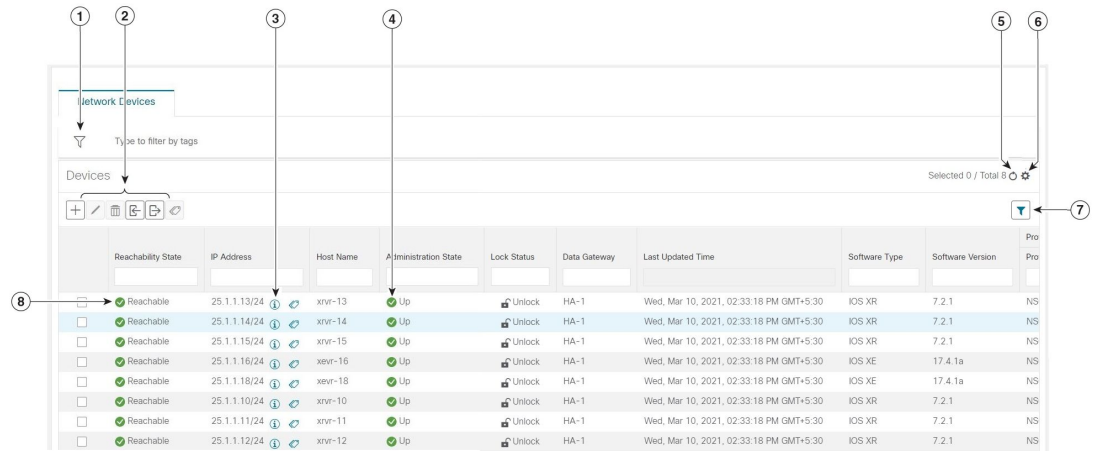 1 2 3 4 5 6
Network Devices
Type to filter by tags
Devices Selected 0 / Total 8
7
Pro
Reachability State IP Address Host Name Administration State Lock Status Data Gateway Last Updated Time Software Type Software Version Pro
8 Reachable 25.1.1.13/24 xrvr-13 Up Unlock HA-1 Wed, Mar 10, 2021, 02:33:18 PM GMT+5:30 IOS XR 7.2.1 NS
Reachable 25.1.1.14/24 xrvr-14 Up Unlock HA-1 Wed, Mar 10, 2021, 02:33:18 PM GMT+5:30 IOS XR 7.2.1 NS
Reachable 25.1.1.15/24 xrvr-15 Up Unlock HA-1 Wed, Mar 10, 2021, 02:33:18 PM GMT+5:30 IOS XR 7.2.1 NS
Reachable 25.1.1.16/24 xevr-16 Up Unlock HA-1 Wed, Mar 10, 2021, 02:33:18 PM GMT+5:30 IOS XE 17.4.1a NS
Reachable 25.1.1.18/24 xevr-18 Up Unlock HA-1 Wed, Mar 10, 2021, 02:33:18 PM GMT+5:30 IOS XE 17.4.1a NS
Reachable 25.1.1.10/24 xrvr-10 Up Unlock HA-1 Wed, Mar 10, 2021, 02:33:18 PM GMT+5:30 IOS XR 7.2.1 NS
Reachable 25.1.1.11/24 xrvr-11 Up Unlock HA-1 Wed, Mar 10, 2021, 02:33:18 PM GMT+5:30 IOS XR 7.2.1 NS
Reachable 25.1.1.12/24 xrvr-12 Up Unlock HA-1 Wed, Mar 10, 2021, 02:33:18 PM GMT+5:30 IOS XR 7.2.1 NS